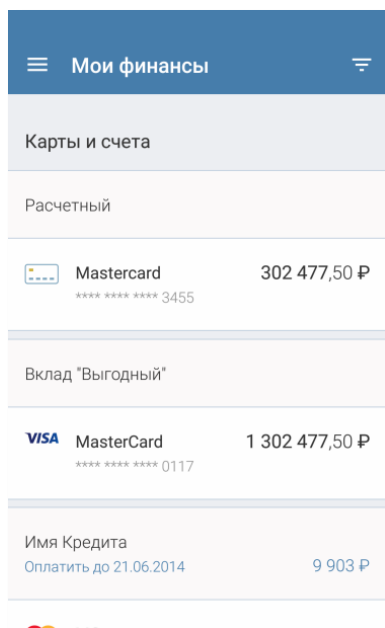 Мои финансы
Карты и счета
Расчетный
Mastercard 302 477,50 ₽
**** **** **** 3455
Вклад "Выгодный"
VISA MasterCard 1 302 477,50 ₽
**** **** **** 0117
Имя Кредита
Оплатить до 21.06.2014 9 903 ₽